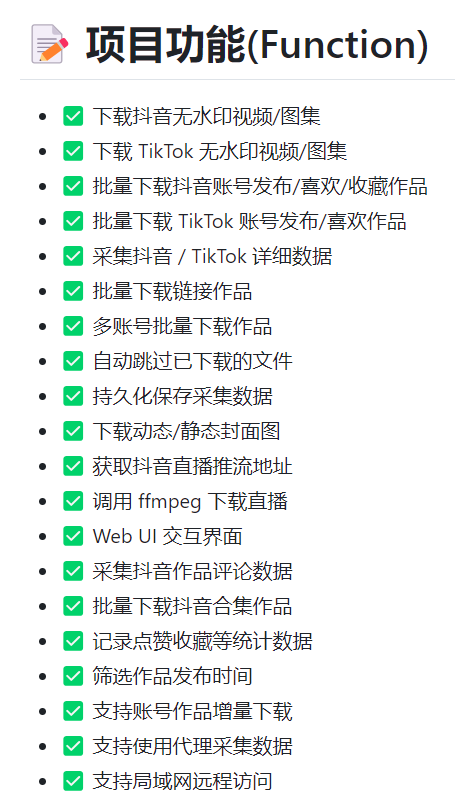 项目功能(Function)
下载抖音无水印视频/图集
下载 TikTok 无水印视频/图集
批量下载抖音账号发布/喜欢/收藏作品
批量下载 TikTok 账号发布/喜欢作品
采集抖音 / TikTok 详细数据
批量下载链接作品
多账号批量下载作品
自动跳过已下载的文件
持久化保存采集数据
下载动态/静态封面图
获取抖音直播推流地址
调用 ffmpeg 下载直播
Web UI 交互界面
采集抖音作品评论数据
批量下载抖音合集作品
记录点赞收藏等统计数据
筛选作品发布时间
支持账号作品增量下载
支持使用代理采集数据
支持局域网远程访问